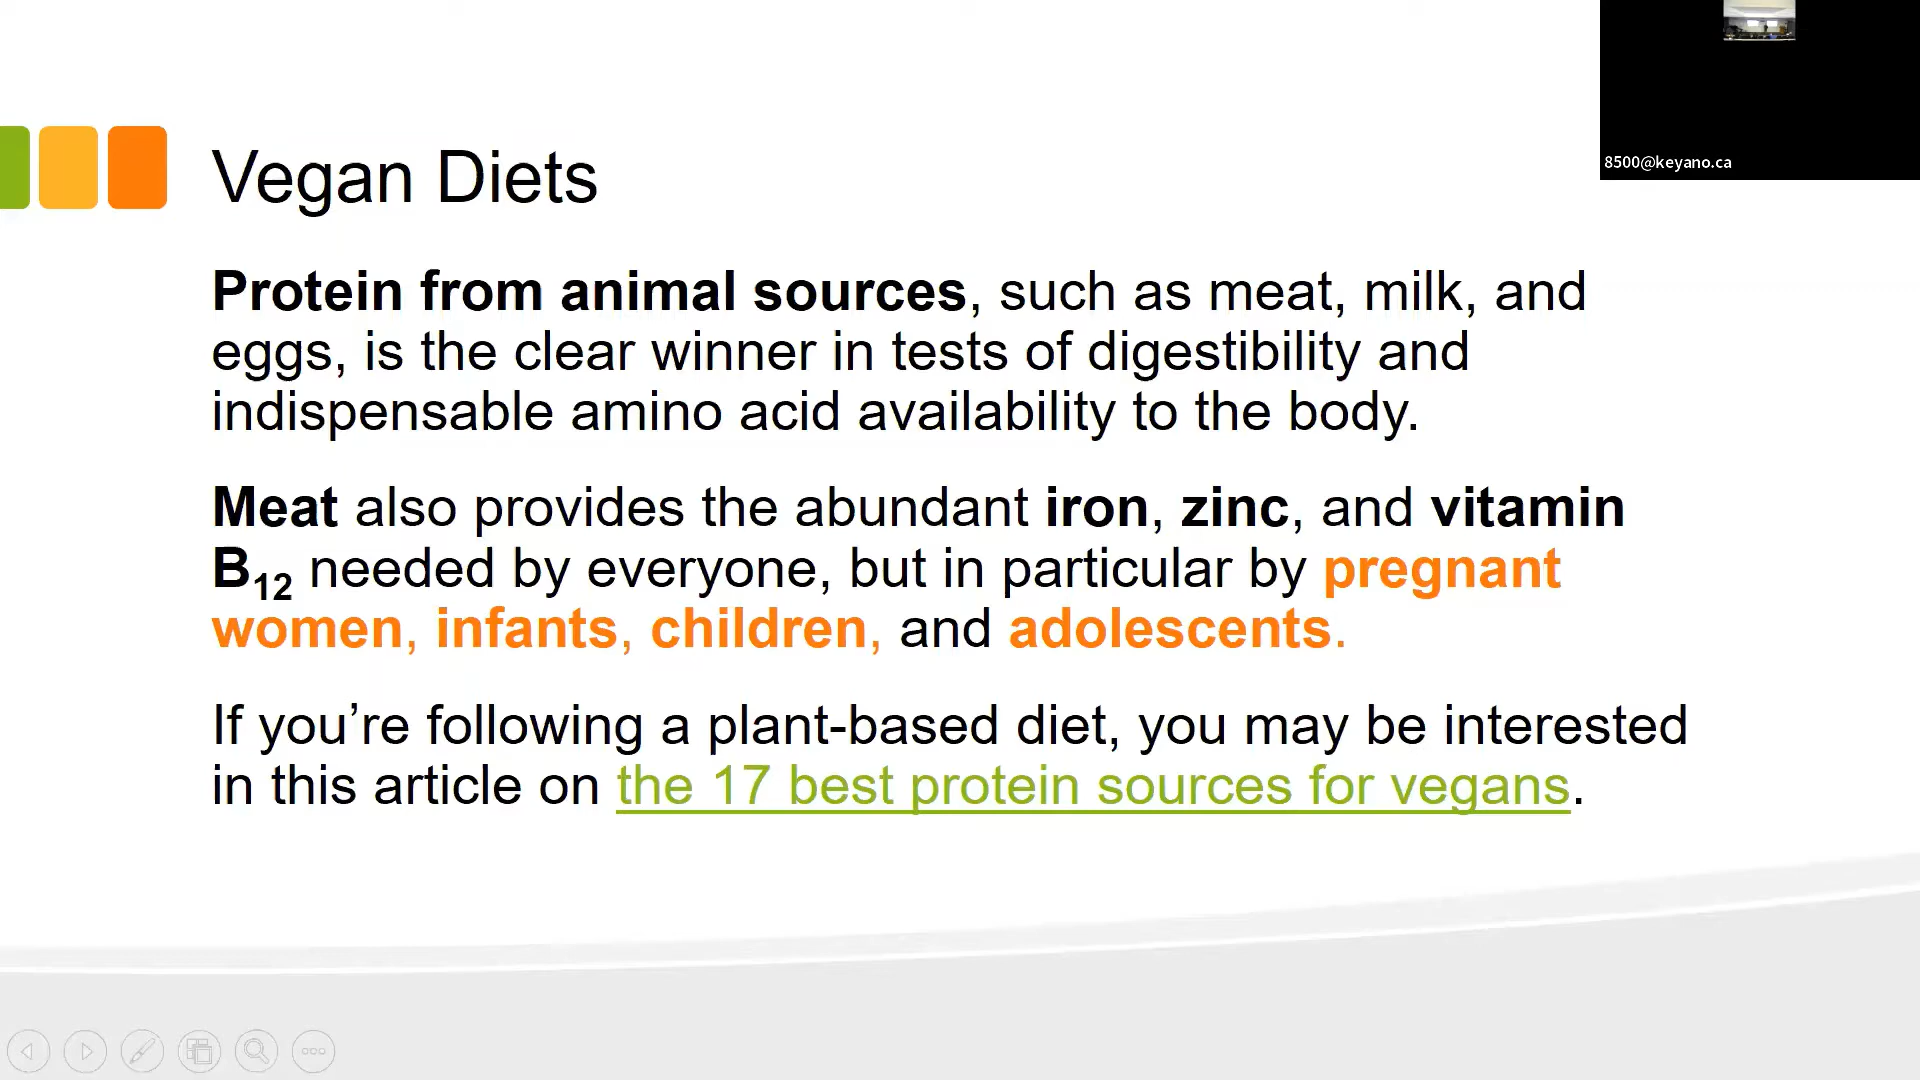 8500@keyano.ca
Vegan Diets
Protein from animal sources, such as meat, milk, and
eggs, is the clear winner in tests of digestibility and
indispensable amino acid availability to the body.
Meat also provides the abundant iron, zinc, and vitamin
B₁₂ needed by everyone, but in particular by pregnant
women, infants, children, and adolescents.
If you’re following a plant-based diet, you may be interested
in this article on the 17 best protein sources for vegans.